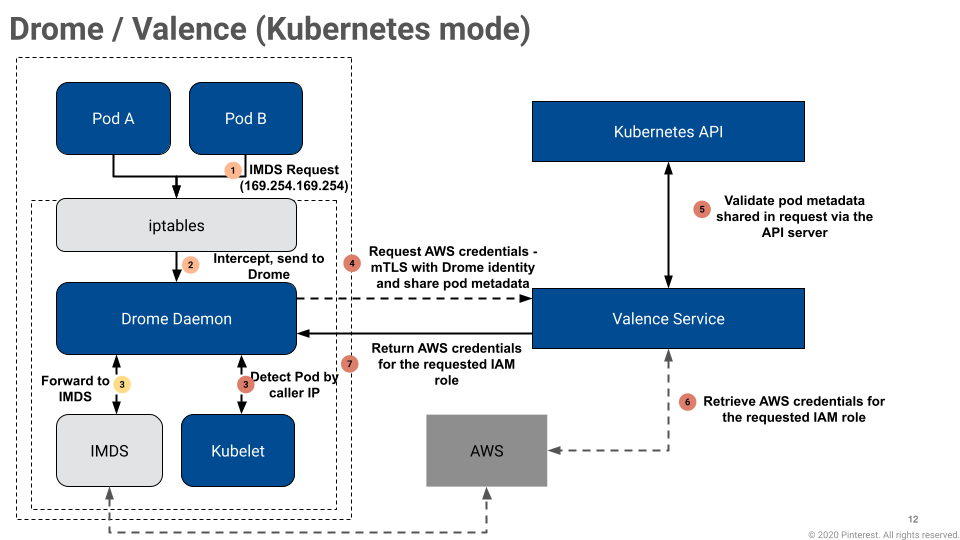 Drome / Valence (Kubernetes mode)
Pod A
Pod B
1
IMDS Request
(169.254.169.254)
iptables
2
Intercept, send to
Drome
Drome Daemon
Forward to
IMDS
3
3
Detect Pod by
caller IP
IMDS
Kubelet
4
Request AWS credentials -
mTLS with Drome identity
and share pod metadata
7
Return AWS credentials
for the requested IAM
role
Kubernetes API
5
Validate pod metadata
shared in request via the
API server
Valence Service
6
Retrieve AWS credentials for
the requested IAM role
AWS
12
© 2020 Pinterest. All rights reserved.